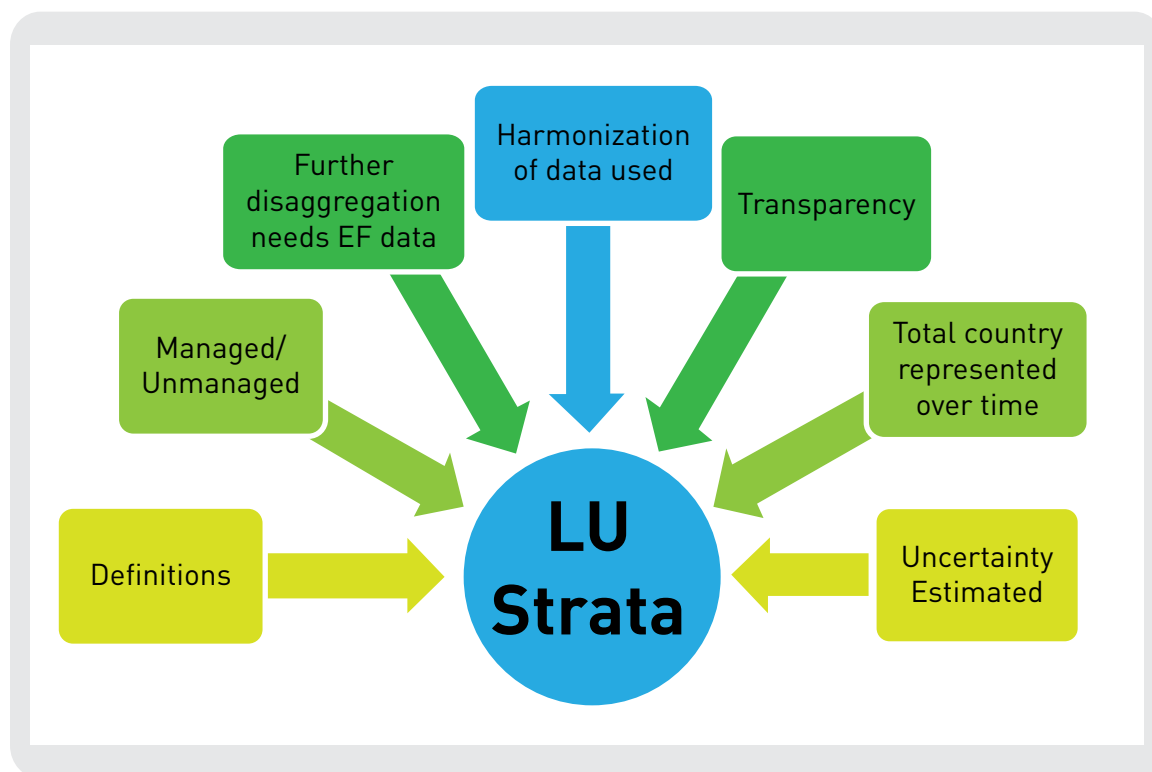 Harmonization
of data used
Further
disaggregation
needs EF data
Transparency
Managed/
Unmanaged
Total country
represented
over time
Definitions
Uncertainty
Estimated
LU
Strata